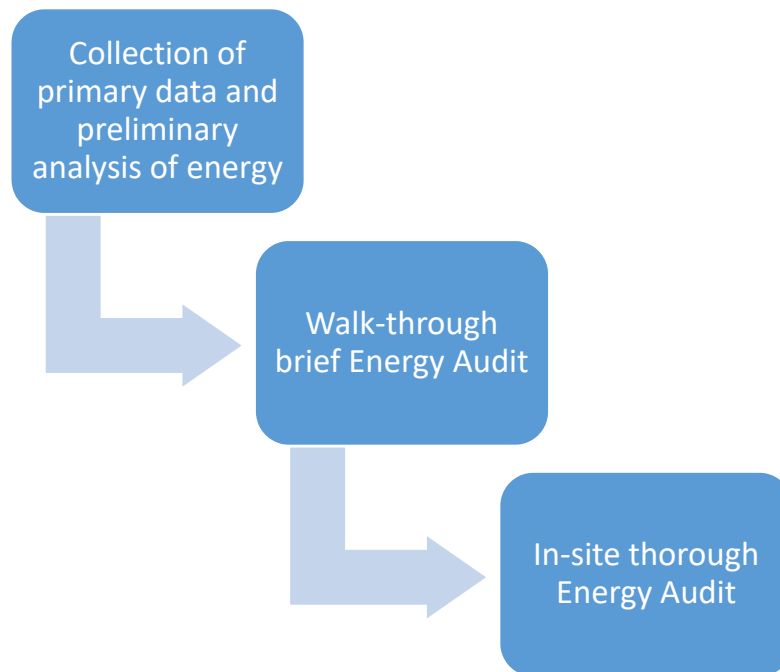 Collection of
primary data and
preliminary
analysis of energy
Walk-through
brief Energy Audit
In-site thorough
Energy Audit